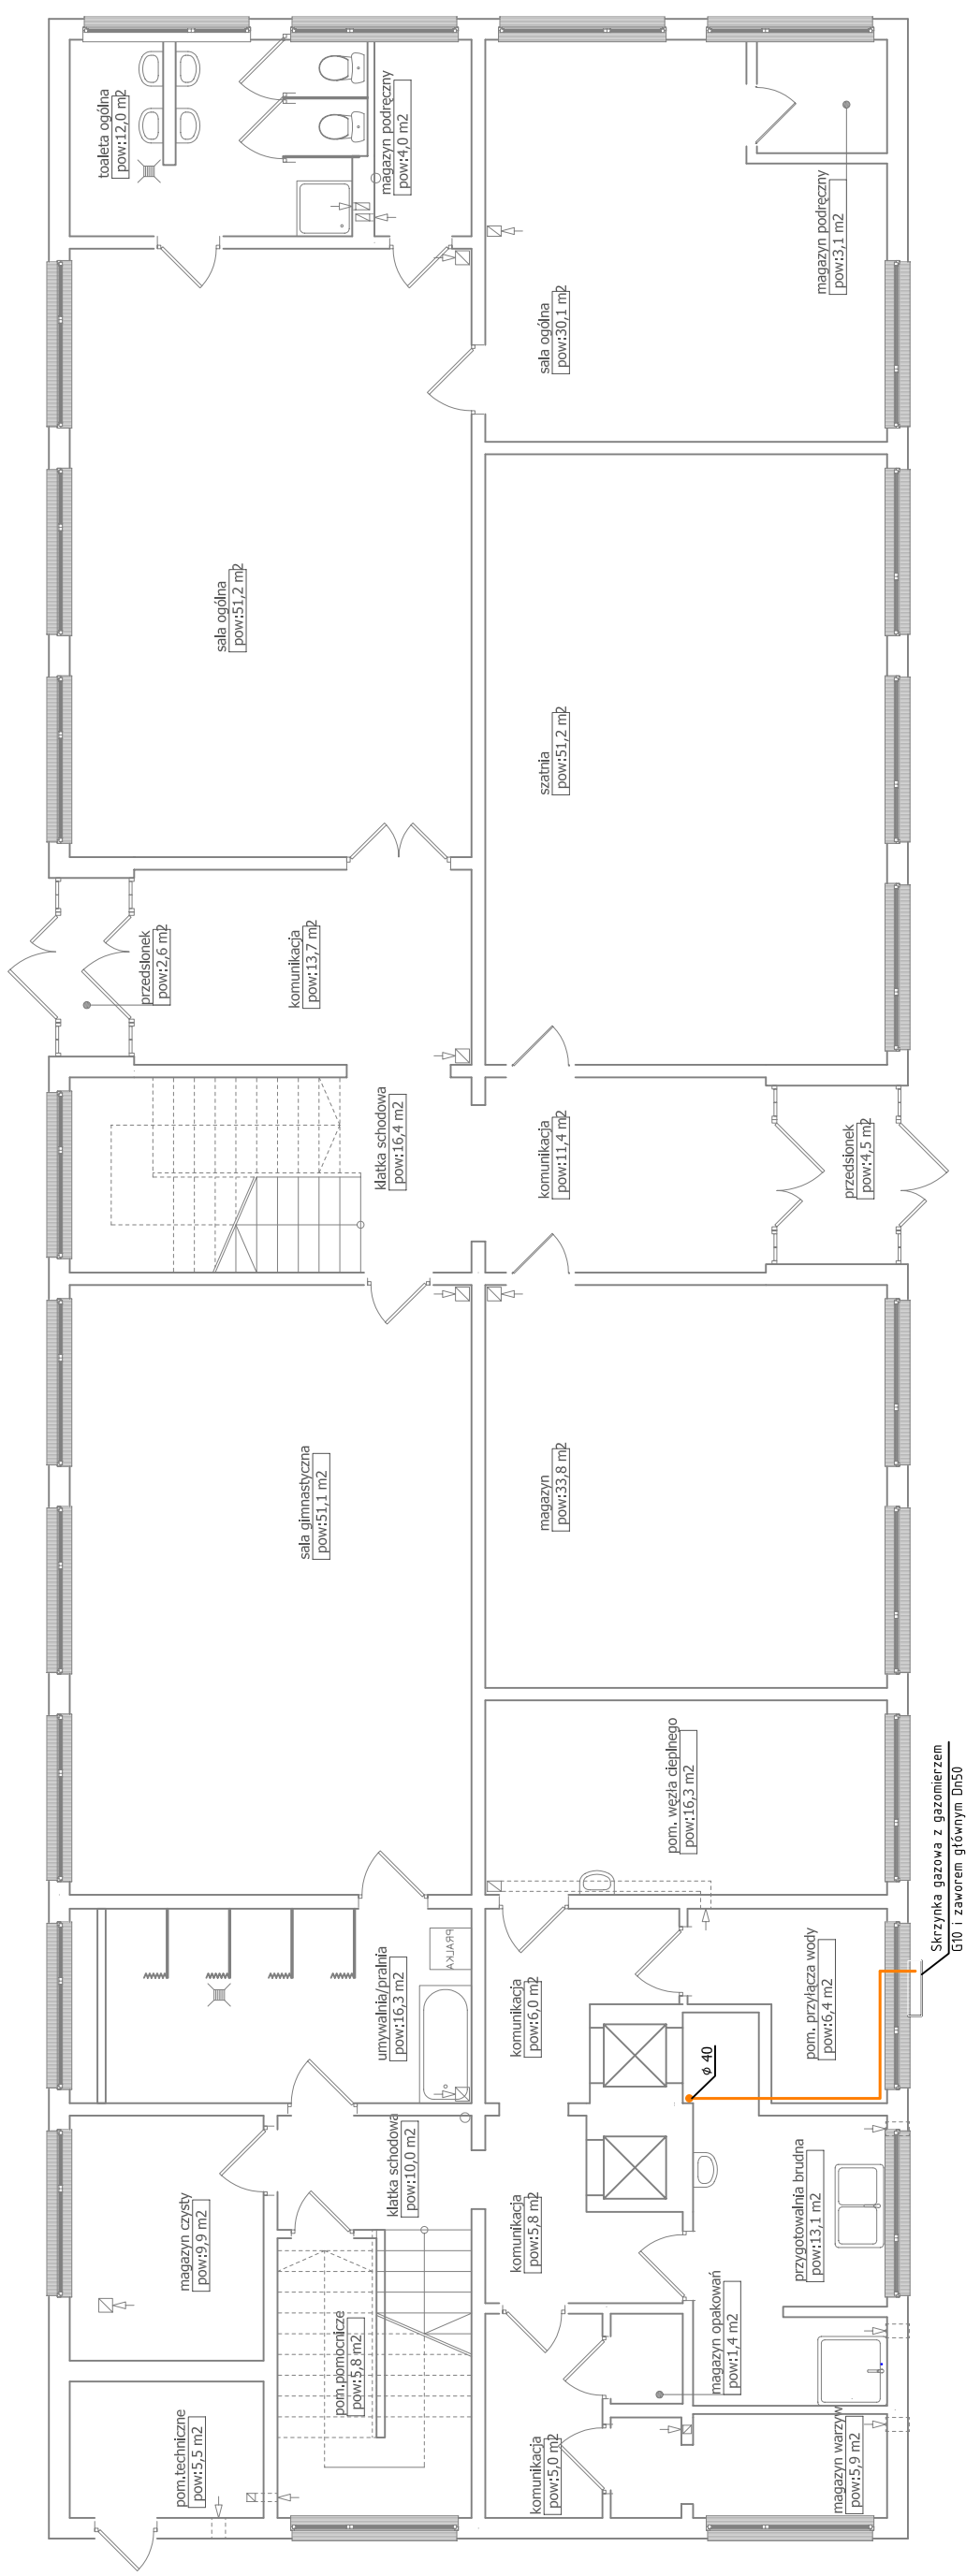 toaleta ogólna
pow:12,0 m2
magazyn podręczny
pow:4,0 m2
magazyn podręczny
pow:3,1 m2
sala ogólna
pow:30,1 m2
sala ogólna
pow:51,2 m2
szatnia
pow:51,2 m2
przedsionek
pow:2,6 m2
komunikacja
pow:13,7 m2
klatka schodowa
pow:16,4 m2
komunikacja
pow:11,4 m2
przedsionek
pow:4,5 m2
sala gimnastyczna
pow:51,1 m2
magazyn
pow:33,8 m2
pom. węzła cieplnego
pow:16,3 m2
Skrzynka gazowa z gazomierzem
G10 i zaworem głównym Dn50
PRALKA
umywalnia/pralnia
pow:16,3 m2
komunikacja
pow:6,0 m2
pom. przyłącza wody
pow:6,4 m2
ø 40
klatka schodowa
pow:10,0 m2
magazyn czysty
pow:9,9 m2
komunikacja
pow:5,8 m2
przygotowalnia brudna
pow:13,1 m2
pom.pomocnicze
pow:5,8 m2
magazyn opakowań
pow:1,4 m2
pom.techniczne
pow:5,5 m2
komunikacja
pow:5,0 m2
magazyn warzyw
pow:5,9 m2